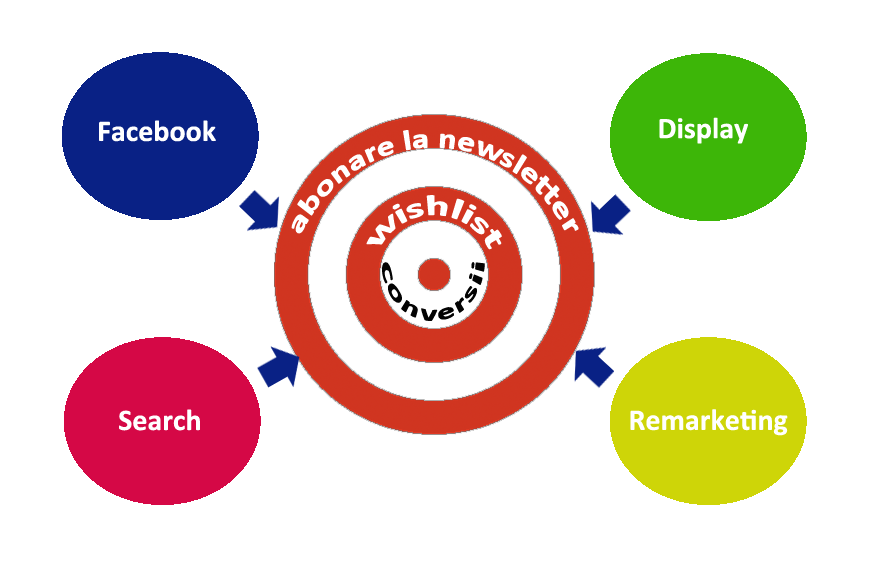 Facebook
Display
abonare la newsletter
wishlist
conversii
Search
Remarketing